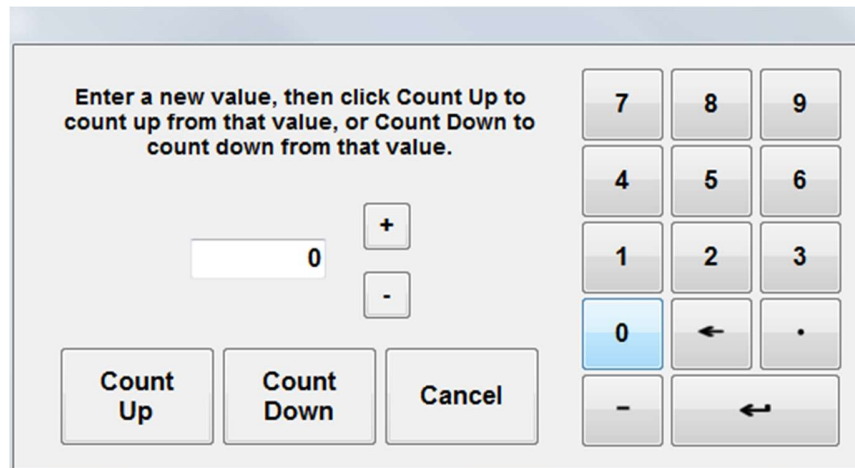 Enter a new value, then click Count Up to
count up from that value, or Count Down to
count down from that value.
0
+
-
Count
Up
Count
Down
Cancel
7 8 9
4 5 6
1 2 3
0 ← .
- ↵